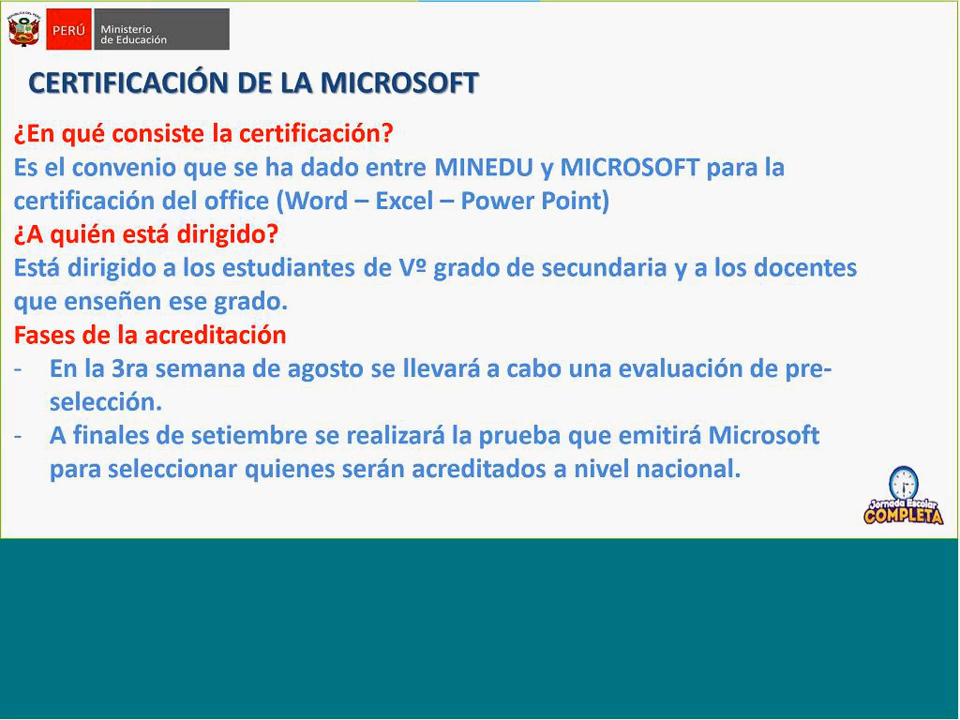 PERÚ
Ministerio
de Educación
CERTIFICACIÓN DE LA MICROSOFT
¿En qué consiste la certificación?
Es el convenio que se ha dado entre MINEDU y MICROSOFT para la
certificación del office (Word – Excel – Power Point)
¿A quién está dirigido?
Está dirigido a los estudiantes de Vº grado de secundaria y a los docentes
que enseñen ese grado.
Fases de la acreditación
- En la 3ra semana de agosto se llevará a cabo una evaluación de pre-
selección.
- A finales de setiembre se realizará la prueba que emitirá Microsoft
para seleccionar quienes serán acreditados a nivel nacional.
Jornada Escolar
COMPLETA